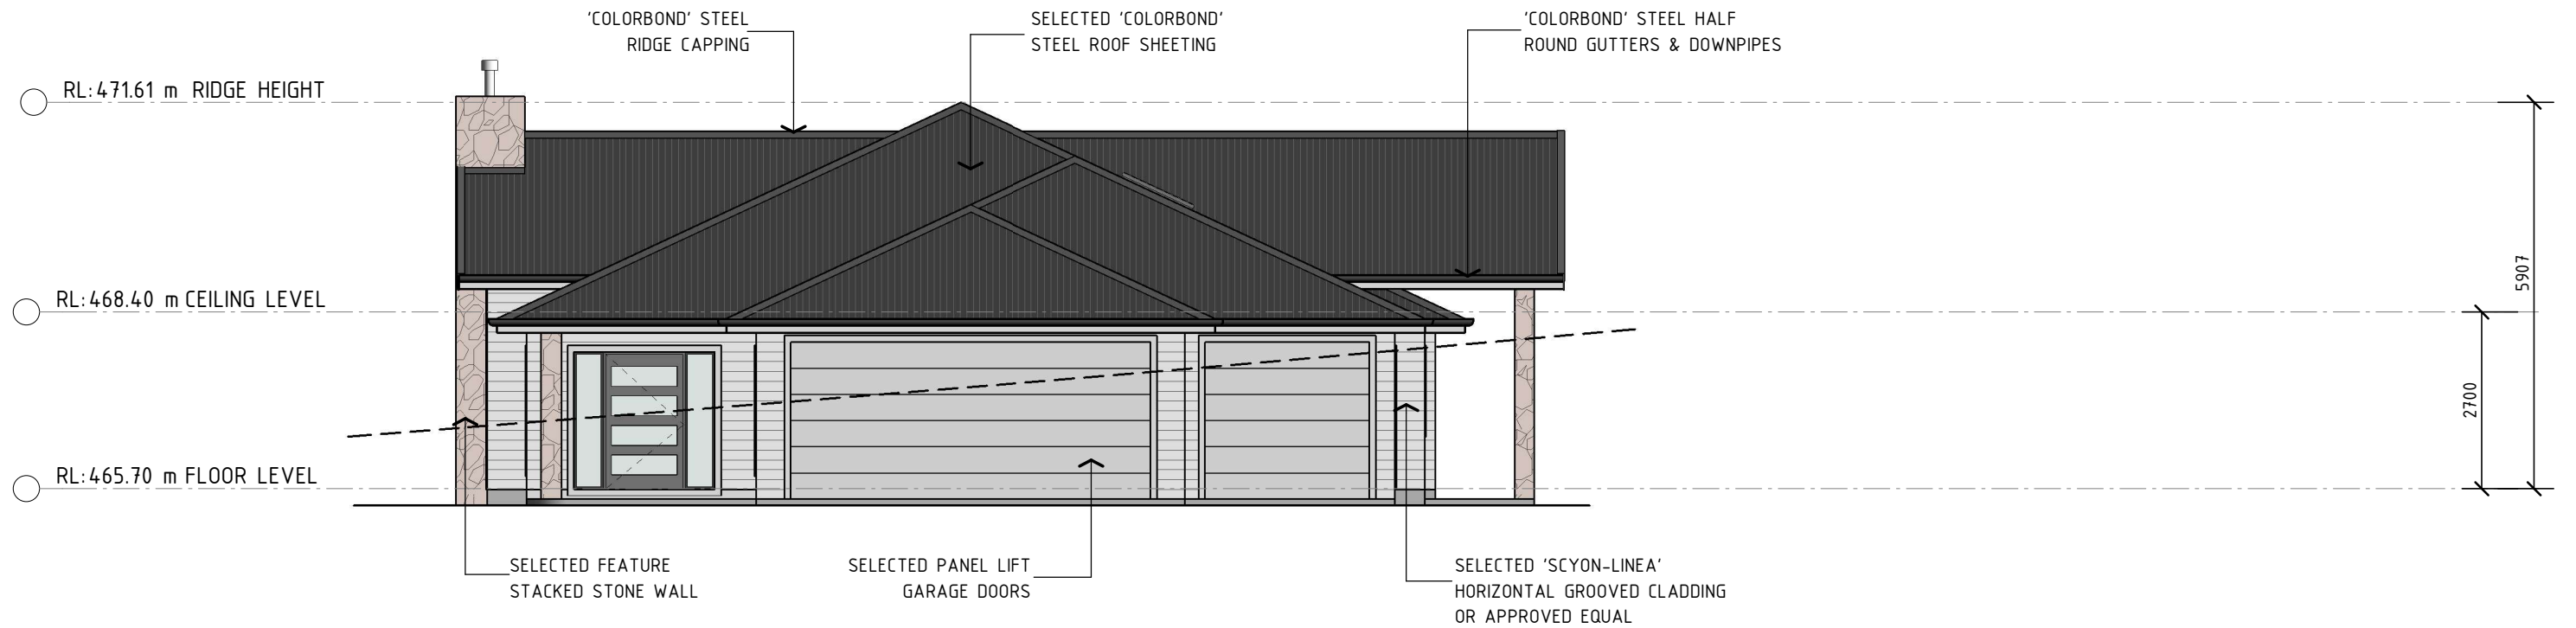 'COLORBOND' STEEL
RIDGE CAPPING
SELECTED 'COLORBOND'
STEEL ROOF SHEETING
'COLORBOND' STEEL HALF
ROUND GUTTERS & DOWNPIPES
RL: 471.61 m RIDGE HEIGHT
RL: 468.40 m CEILING LEVEL
RL: 465.70 m FLOOR LEVEL
5907
2700
SELECTED FEATURE
STACKED STONE WALL
SELECTED PANEL LIFT
GARAGE DOORS
SELECTED 'SCYON-LINEA'
HORIZONTAL GROOVED CLADDING
OR APPROVED EQUAL